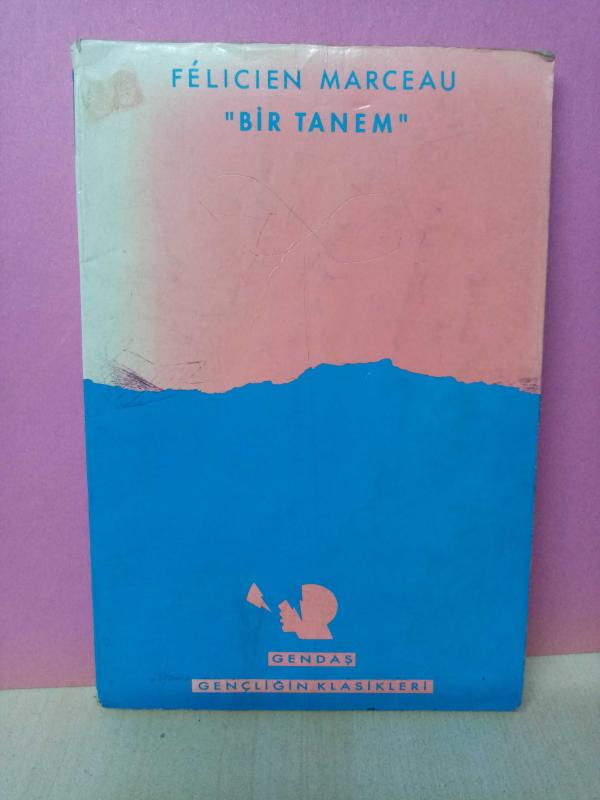 FÉLICIEN MARCEAU
"BİR TANEM"
GENDAŞ
GENÇLİĞİN KLASİKLERİ